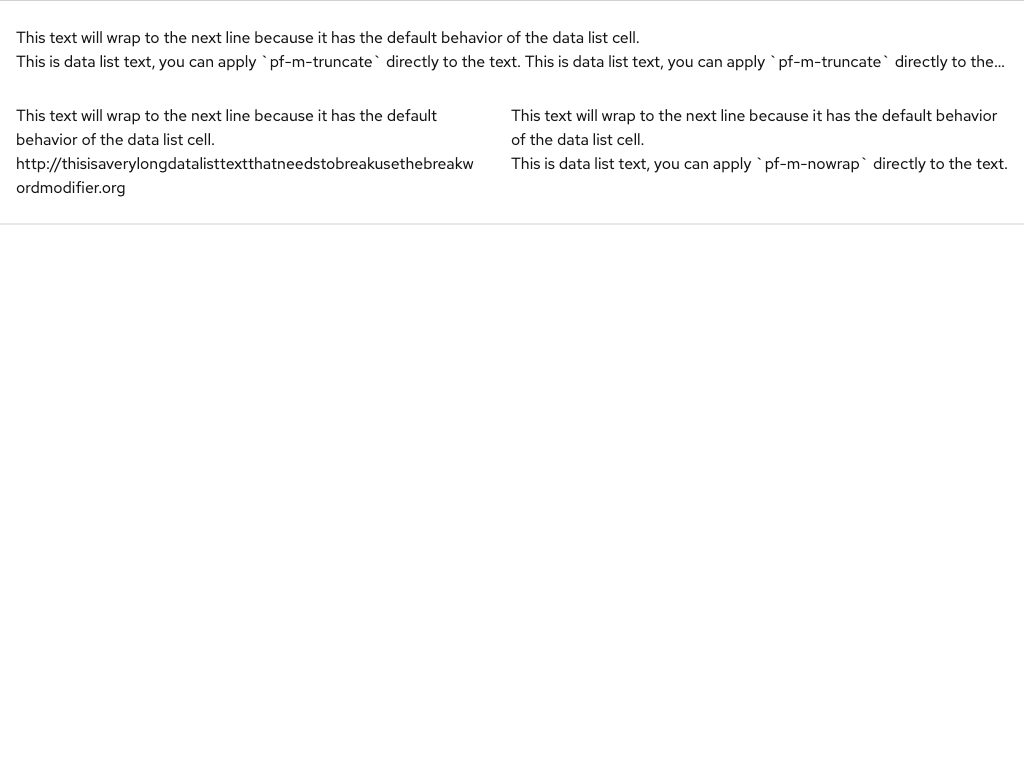 This text will wrap to the next line because it has the default behavior of the data list cell.
This is data list text, you can apply `pf-m-truncate` directly to the text. This is data list text, you can apply `pf-m-truncate` directly to the…
This text will wrap to the next line because it has the default
behavior of the data list cell.
http://thisisaverylongdatalisttextthatneedstobreakusethebreakw
ordmodifier.org
This text will wrap to the next line because it has the default behavior
of the data list cell.
This is data list text, you can apply `pf-m-nowrap` directly to the text.